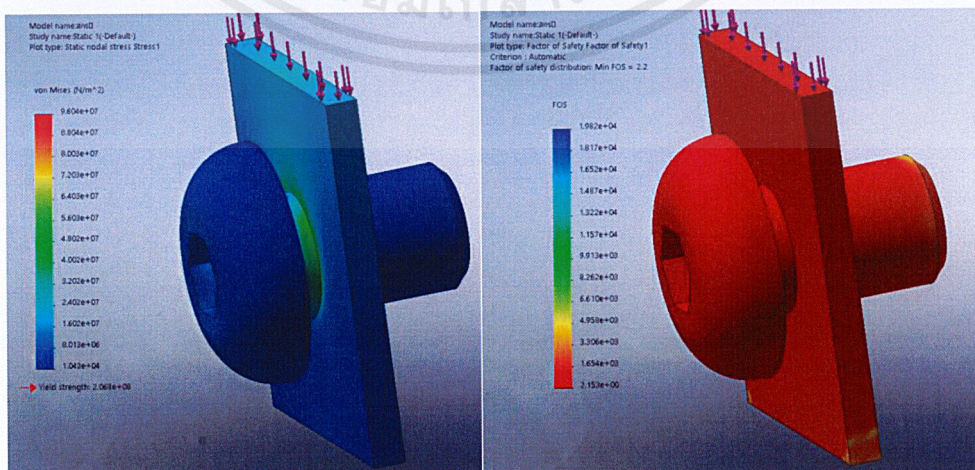 Model name:ans0
Study name:Static 1(-Default-)
Plot type: Static nodal stress Stress1
von Mises (N/m^2)
9.604e+07
8.804e+07
8.003e+07
7.203e+07
6.403e+07
5.603e+07
4.802e+07
4.002e+07
3.202e+07
2.402e+07
1.602e+07
8.013e+06
1.043e+04
Yield strength: 2.068e+08
Model name:ans0
Study name:Static 1(-Default-)
Plot type: Factor of Safety Factor of Safety1
Criterion : Automatic
Factor of safety distribution: Min FOS = 2.2
FOS
1.982e+04
1.817e+04
1.652e+04
1.487e+04
1.322e+04
1.157e+04
9.913e+03
8.262e+03
6.610e+03
4.958e+03
3.306e+03
1.654e+03
2.153e+00